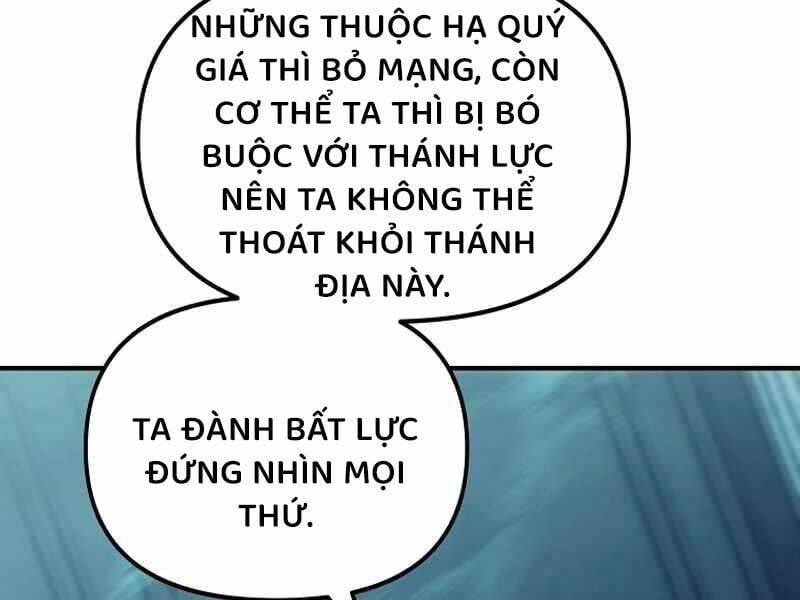 NHỮNG THUỘC HẠ QUÝ
GIÁ THÌ BỎ MẠNG, CÒN
CƠ THỂ TA THÌ BỊ BÓ
BUỘC VỚI THÁNH LỰC
NÊN TA KHÔNG THỂ
THOÁT KHỎI THÁNH
ĐỊA NÀY.
TA ĐÀNH BẤT LỰC
ĐỨNG NHÌN MỌI
THỨ.